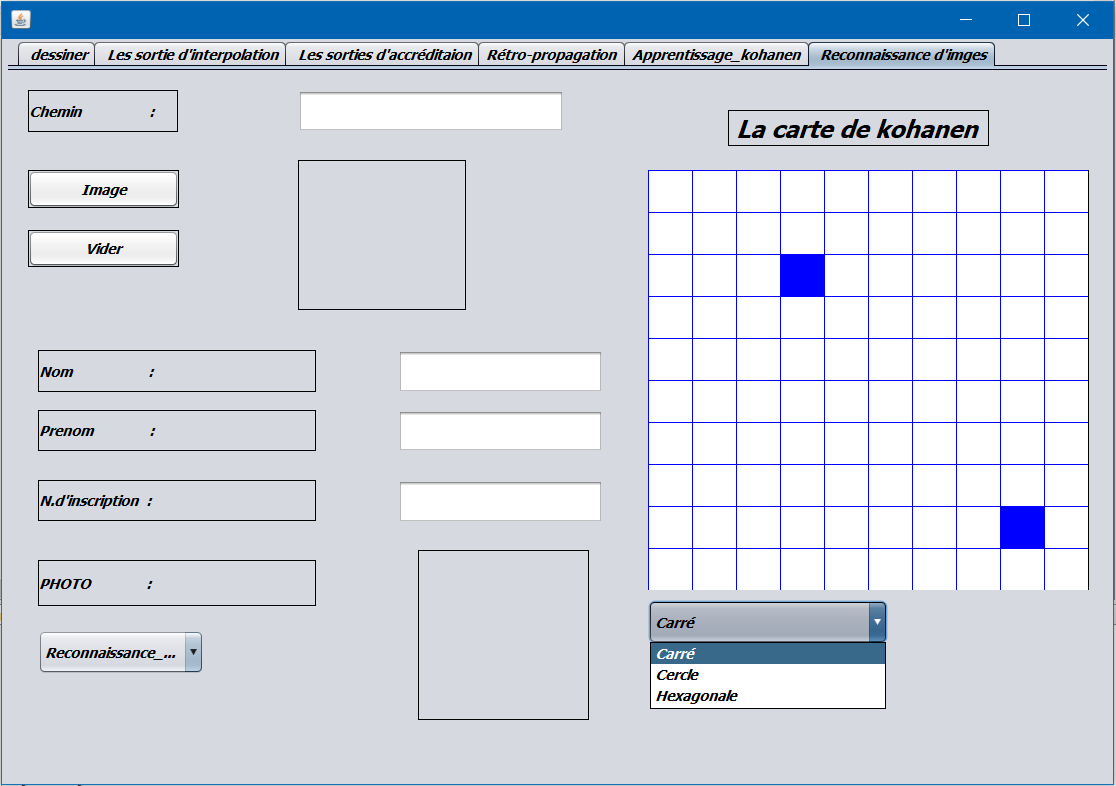 dessiner Les sortie d'interpolation Les sorties d'accréditaion Rétro-propagation Apprentissage_kohanen Reconnaissance d'imges
Chemin :
La carte de kohanen
Image
Vider
Nom :
Prenom :
N.d'inscription :
PHOTO :
Reconnaissance_...
Carré
Carré
Cercle
Hexagonale